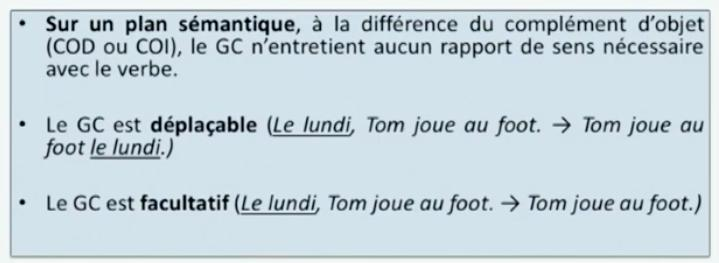 • Sur un plan sémantique, à la différence du complément d'objet
(COD ou COI), le GC n'entretient aucun rapport de sens nécessaire
avec le verbe.
• Le GC est déplaçable (Le lundi, Tom joue au foot. → Tom joue au
foot le lundi.)
• Le GC est facultatif (Le lundi, Tom joue au foot. → Tom joue au foot.)